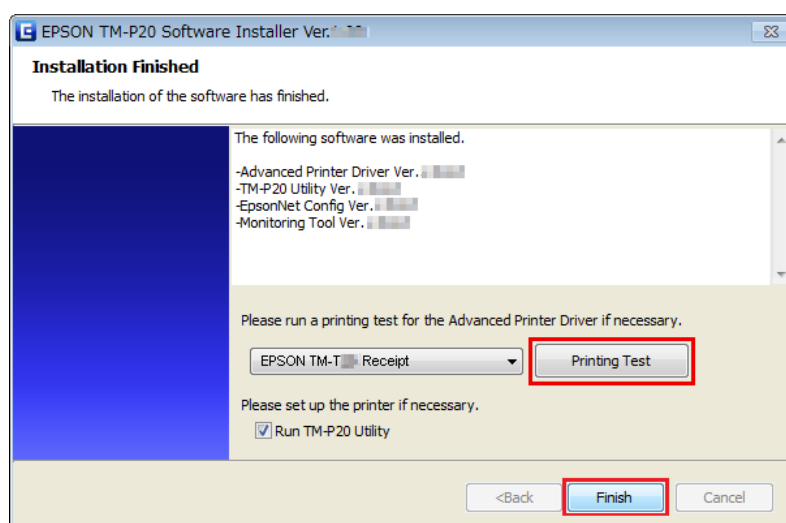 EPSON TM-P20 Software Installer Ver.
Installation Finished
The installation of the software has finished.
The following software was installed.
-Advanced Printer Driver Ver.
-TM-P20 Utility Ver.
-EpsonNet Config Ver.
-Monitoring Tool Ver.
Please run a printing test for the Advanced Printer Driver if necessary.
EPSON TM-T Receipt
Printing Test
Please set up the printer if necessary.
Run TM-P20 Utility
<Back
Finish
Cancel